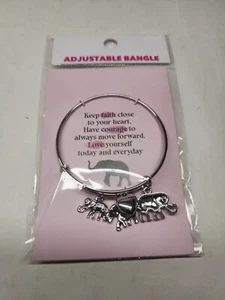 ADJUSTABLE BANGLE
Keep faith close
to your heart.
Have courage to
always move forward.
Love yourself
today and everyday